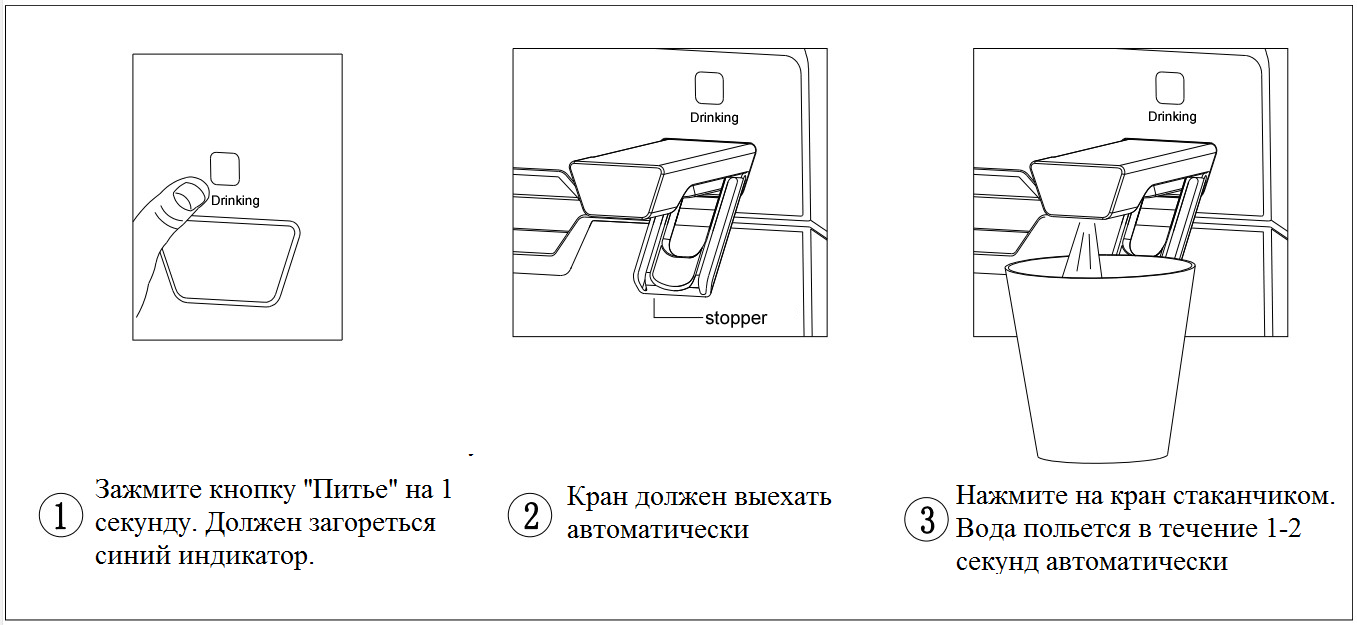 Drinking
Drinking
stopper
Drinking
1
Зажмите кнопку "Питье" на 1
секунду. Должен загореться
синий индикатор.
2
Кран должен выехать
автоматически
3
Нажмите на кран стаканчиком.
Вода польется в течение 1-2
секунд автоматически